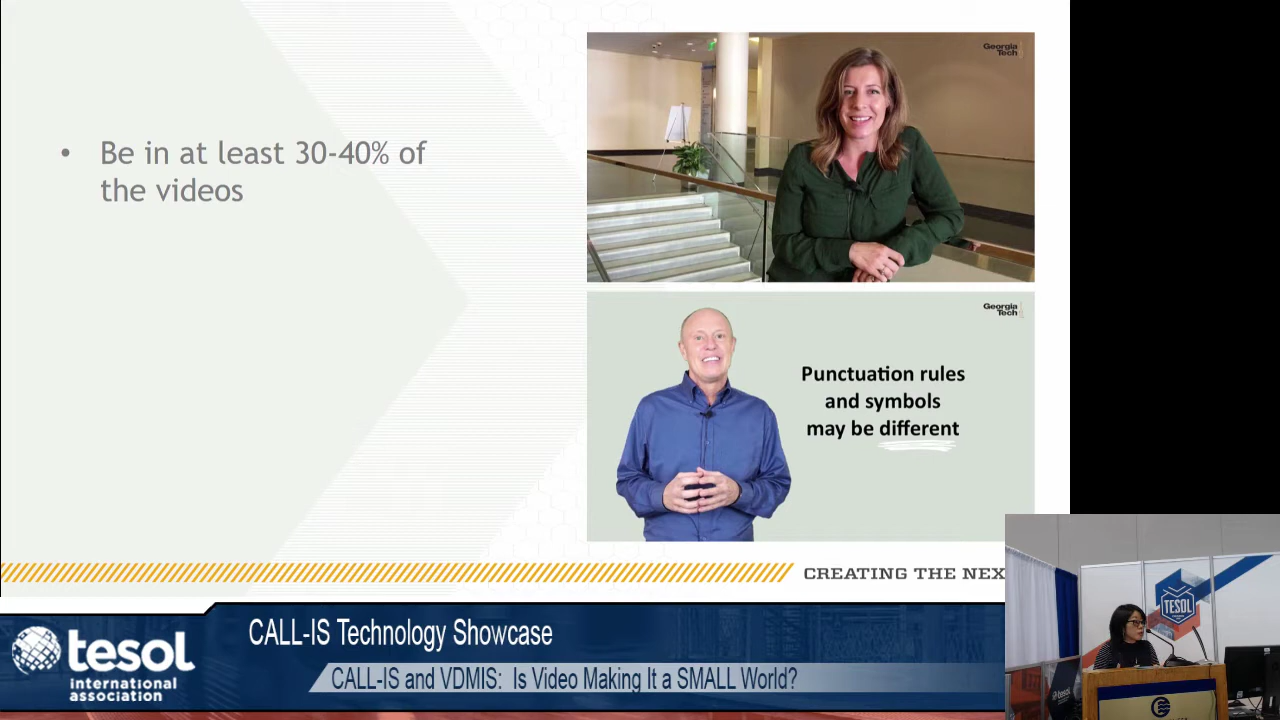 • Be in at least 30-40% of
the videos
Georgia
Tech
Georgia
Tech
Punctuation rules
and symbols
may be different
CREATING THE NEX
tesol
international
association
CALL-IS Technology Showcase
CALL-IS and VDMIS: Is Video Making It a SMALL World?
TESOL
tesol